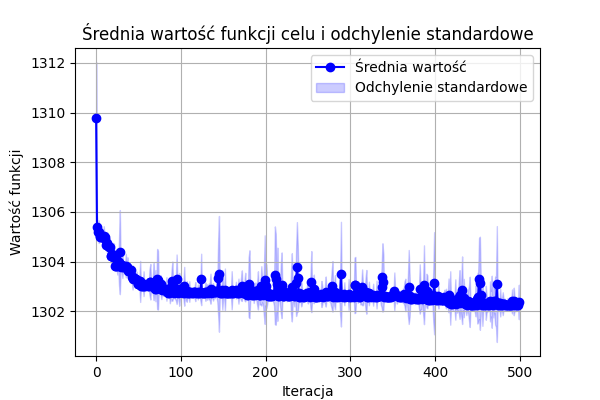 Średnia wartość funkcji celu i odchylenie standardowe
Średnia wartość
Odchylenie standardowe
Wartość funkcji
1312
1310
1308
1306
1304
1302
0 100 200 300 400 500
Iteracja